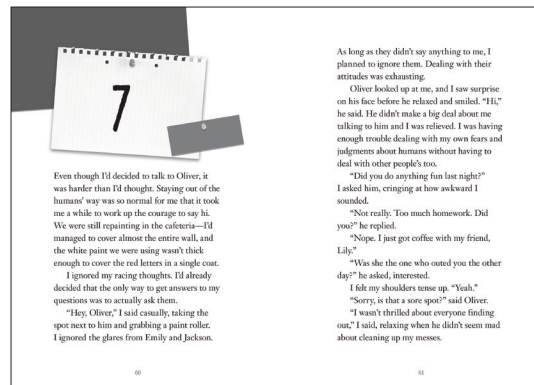 7
Even though I'd decided to talk to Oliver, it
was harder than I'd thought. Staying out of the
humans' way was so normal for me that it took
me a while to work up the courage to say hi.
We were still repainting in the cafeteria—I'd
managed to cover almost the entire wall, and
the white paint we were using wasn't thick
enough to cover the red letters in a single coat.
I ignored my racing thoughts. I'd already
decided that the only way to get answers to my
questions was to actually ask them.
"Hey, Oliver," I said casually, taking the
spot next to him and grabbing a paint roller.
I ignored the glares from Emily and Jackson.
60
As long as they didn't say anything to me, I
planned to ignore them. Dealing with their
attitudes was exhausting.
Oliver looked up at me, and I saw surprise
on his face before he relaxed and smiled. "Hi,"
he said. He didn't make a big deal about me
talking to him and I was relieved. I was having
enough trouble dealing with my own fears and
judgments about humans without having to
deal with other people's too.
"Did you do anything fun last night?"
I asked him, cringing at how awkward I
sounded.
"Not really. Too much homework. Did
you?" he replied.
"Nope. I just got coffee with my friend,
Lily."
"Was she the one who outed you the other
day?" he asked, interested.
I felt my shoulders tense up. "Yeah."
"Sorry, is that a sore spot?" said Oliver.
"I wasn't thrilled about everyone finding
out," I said, relaxing when he didn't seem mad
about cleaning up my messes.
61